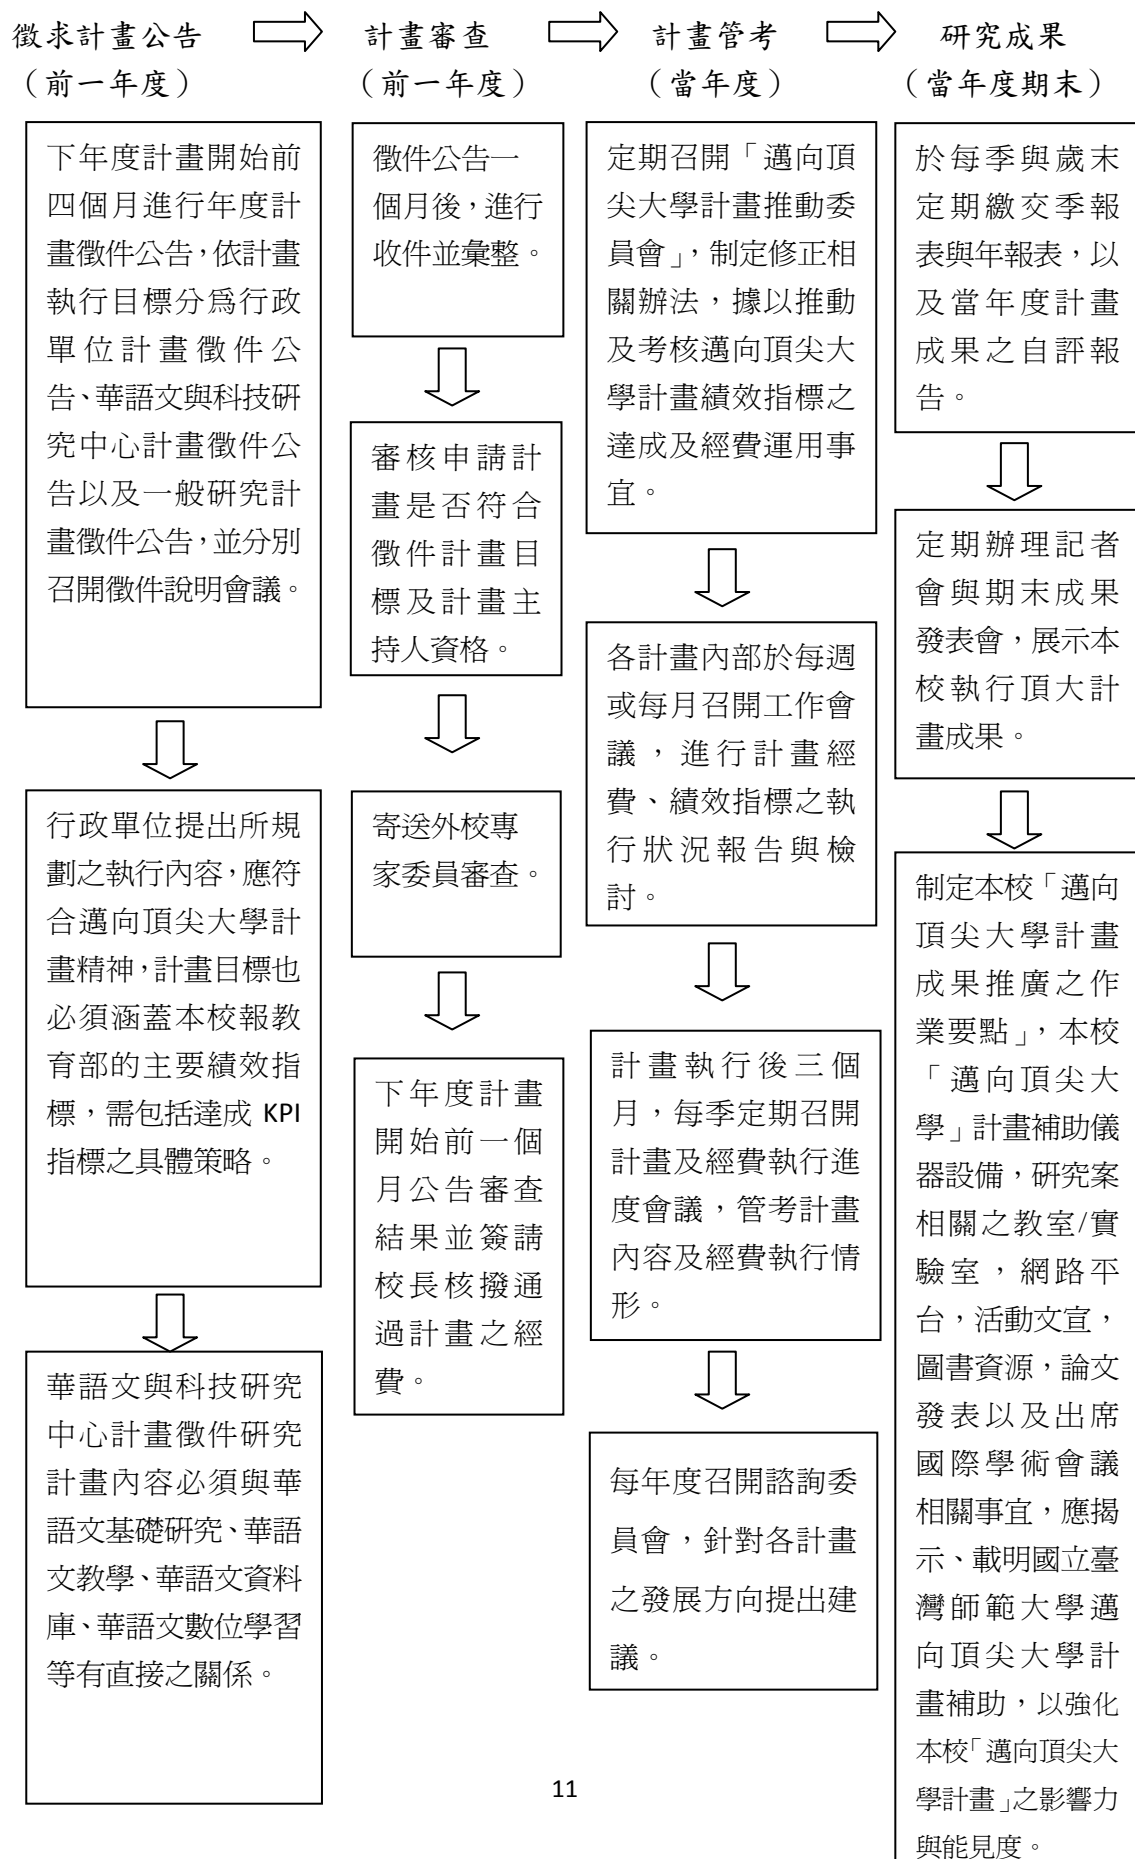 徵求計畫公告
（前一年度）
計畫審查
（前一年度）
計畫管考
（當年度）
研究成果
（當年度期末）
下年度計畫開始前
四個月進行年度計
畫徵件公告，依計畫
執行目標分為行政
單位計畫徵件公
告、華語文與科技研
究中心計畫徵件公
告以及一般研究計
畫徵件公告，並分別
召開徵件說明會議。
行政單位提出所規
劃之執行內容，應符
合邁向頂尖大學計
畫精神，計畫目標也
必須涵蓋本校報教
育部的主要績效指
標，需包括達成 KPI
指標之具體策略。
華語文與科技研究
中心計畫徵件研究
計畫內容必須與華
語文基礎研究、華語
文教學、華語文資料
庫、華語文數位學習
等有直接之關係。
徵件公告一
個月後，進行
收件並彙整。
審核申請計
畫是否符合
徵件計畫目
標及計畫主
持人資格。
寄送外校專
家委員審查。
下年度計畫
開始前一個
月公告審查
結果並簽請
校長核撥通
過計畫之經
費。
定期召開「邁向頂
尖大學計畫推動委
員會」，制定修正相
關辦法，據以推動
及考核邁向頂尖大
學計畫績效指標之
達成及經費運用事
宜。
各計畫內部於每週
或每月召開工作會
議，進行計畫經
費、績效指標之執
行狀況報告與檢
討。
計畫執行後三個
月，每季定期召開
計畫及經費執行進
度會議，管考計畫
內容及經費執行情
形。
每年度召開諮詢委
員會，針對各計畫
之發展方向提出建
議。
於每季與歲末
定期繳交季報
表與年報表，以
及當年度計畫
成果之自評報
告。
定期辦理記者
會與期末成果
發表會，展示本
校執行頂大計
畫成果。
制定本校「邁向
頂尖大學計畫
成果推廣之作
業要點」，本校
「邁向頂尖大
學」計畫補助儀
器設備，研究案
相關之教室/實
驗室，網路平
台，活動文宣，
圖書資源，論文
發表以及出席
國際學術會議
相關事宜，應揭
示、載明國立臺
灣師範大學邁
向頂尖大學計
畫補助，以強化
本校「邁向頂尖大
學計畫」之影響力
與能見度。
11